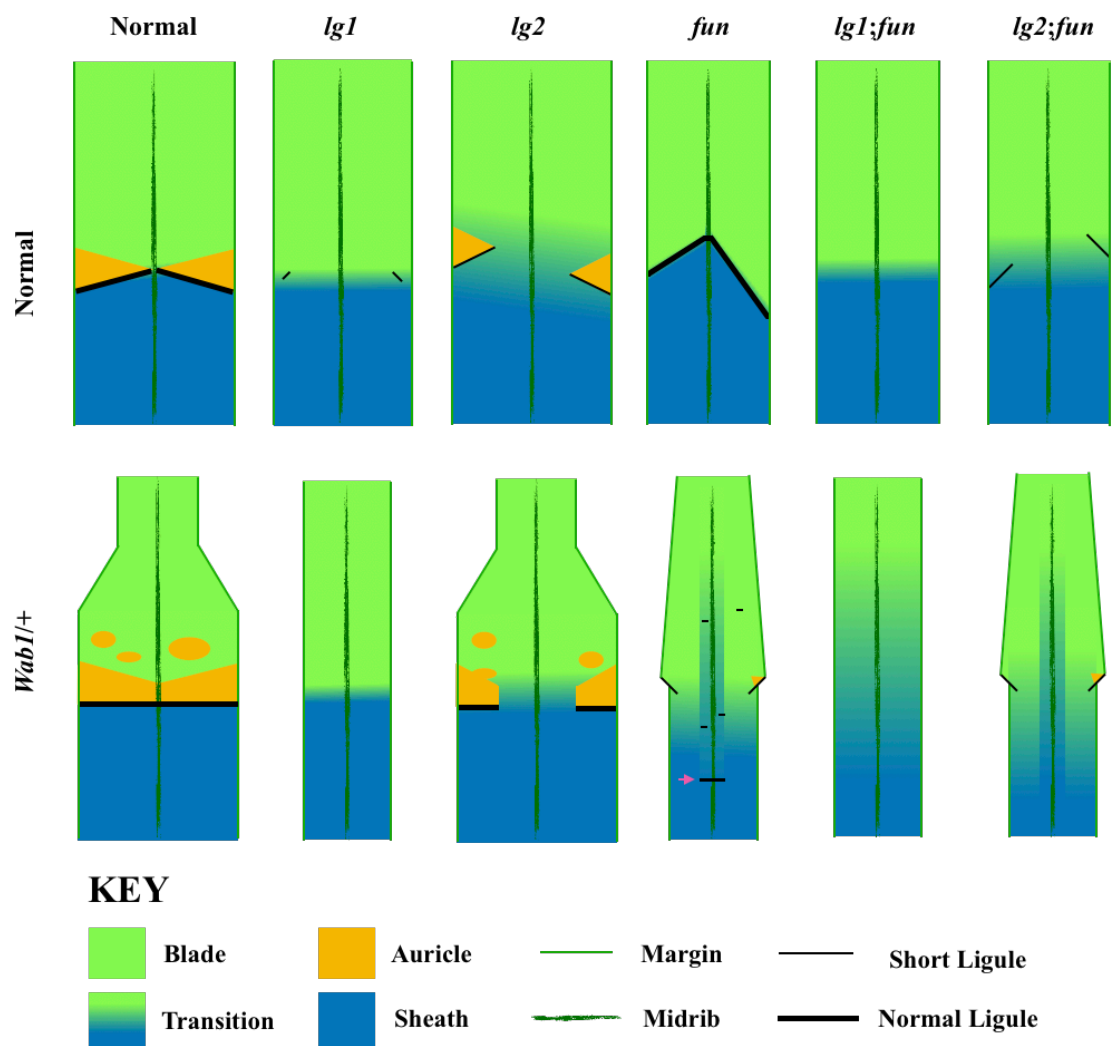 Normal lg1 lg2 fun lg1;fun lg2;fun
Normal
Wab1/+
KEY
Blade Auricle Margin Short Ligule
Transition Sheath Midrib Normal Ligule